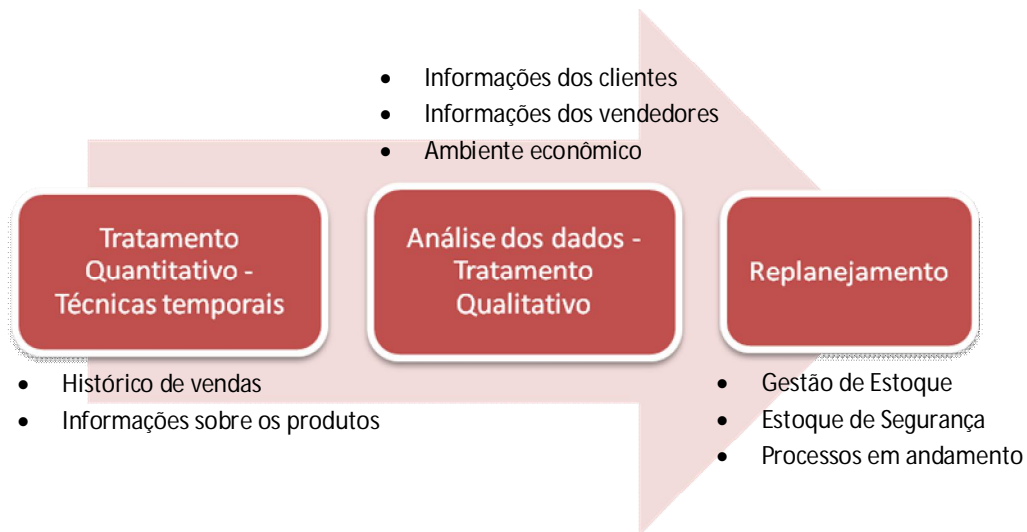 • Informações dos clientes
• Informações dos vendedores
• Ambiente econômico
Tratamento
Quantitativo -
Técnicas temporais
Análise dos dados -
Tratamento
Qualitativo
Replanejamento
• Histórico de vendas
• Informações sobre os produtos
• Gestão de Estoque
• Estoque de Segurança
• Processos em andamento